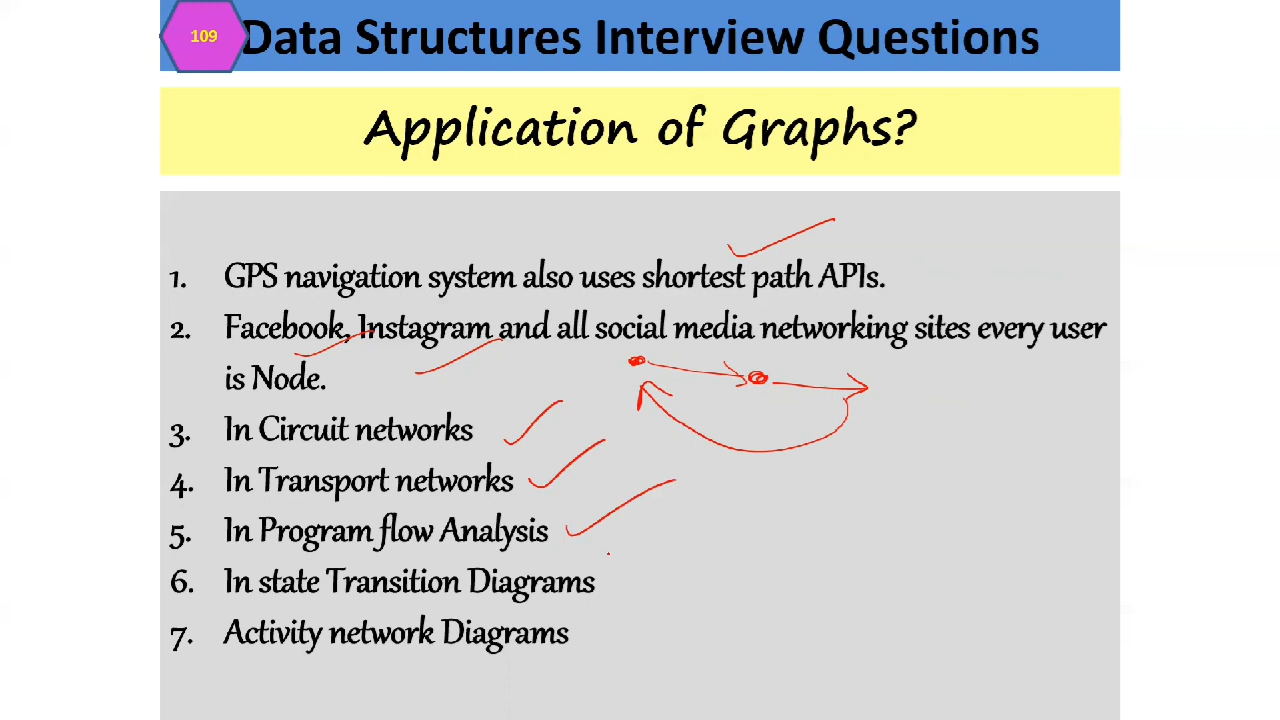 109
Data Structures Interview Questions
Application of Graphs?
1. GPS navigation system also uses shortest path APIs.
2. Facebook, Instagram and all social media networking sites every user
is Node.
3. In Circuit networks
4. In Transport networks
5. In Program flow Analysis
6. In state Transition Diagrams
7. Activity network Diagrams